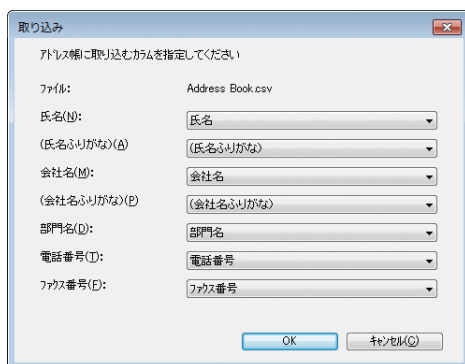 取り込み
アドレス帳に取り込むカラムを指定してください
ファイル: Address Book.csv
氏名(N): 氏名
(氏名ふりがな)(A) (氏名ふりがな)
会社名(M): 会社名
(会社名ふりがな)(P) (会社名ふりがな)
部門名(D): 部門名
電話番号(T): 電話番号
ファクス番号(F): ファクス番号
OK キャンセル(C)